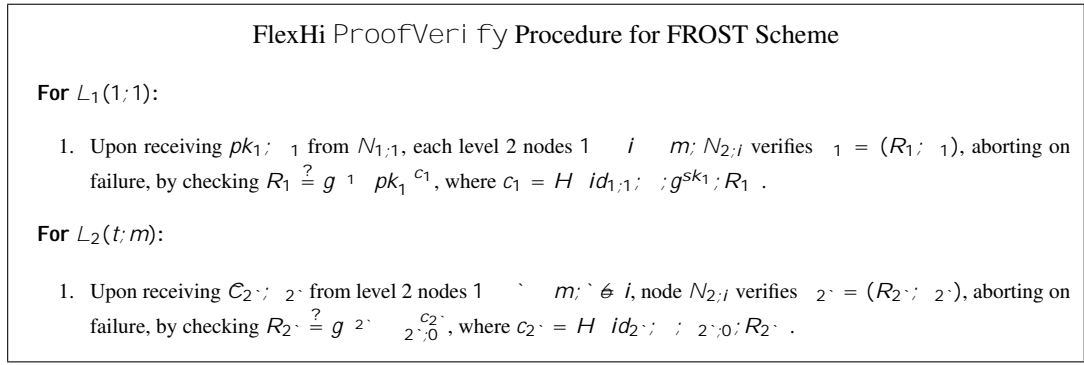 FlexHi ProofVerify Procedure for FROST Scheme
For L1(1;1):
1. Upon receiving pk1; 1 from N1;1, each level 2 nodes 1 i m; N2;i verifies 1 = (R1; 1), aborting on
failure, by checking R1 ?= g 1 pk1 c1, where c1 = H id1;1; ; g^sk1; R1 .
For L2(t;m):
1. Upon receiving C2`; 2` from level 2 nodes 1 ` m; ` ≠ i, node N2;i verifies 2` = (R2`; 2`), aborting on
failure, by checking R2` ?= g 2` 2`;0 c2`, where c2` = H id2`; ; 2`;0; R2` .